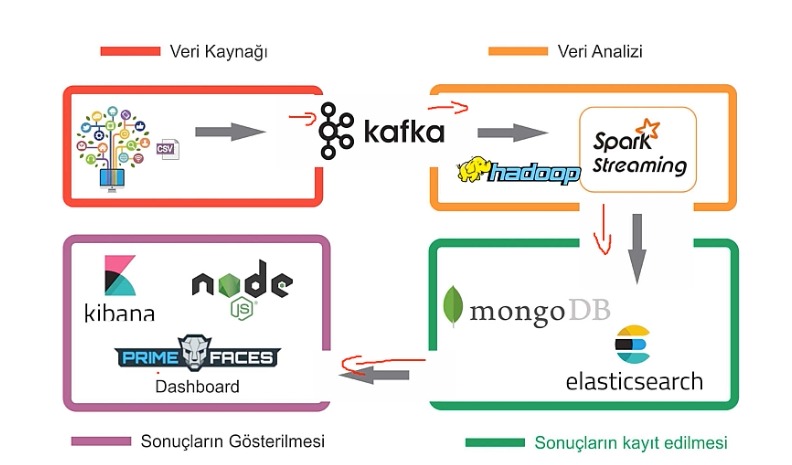 Veri Kaynağı
Veri Analizi
CSV
kafka
hadoop
Spark
Streaming
kibana
node
JS
PRIME FACES
Dashboard
mongoDB
elasticsearch
Sonuçların Gösterilmesi
Sonuçların kayıt edilmesi